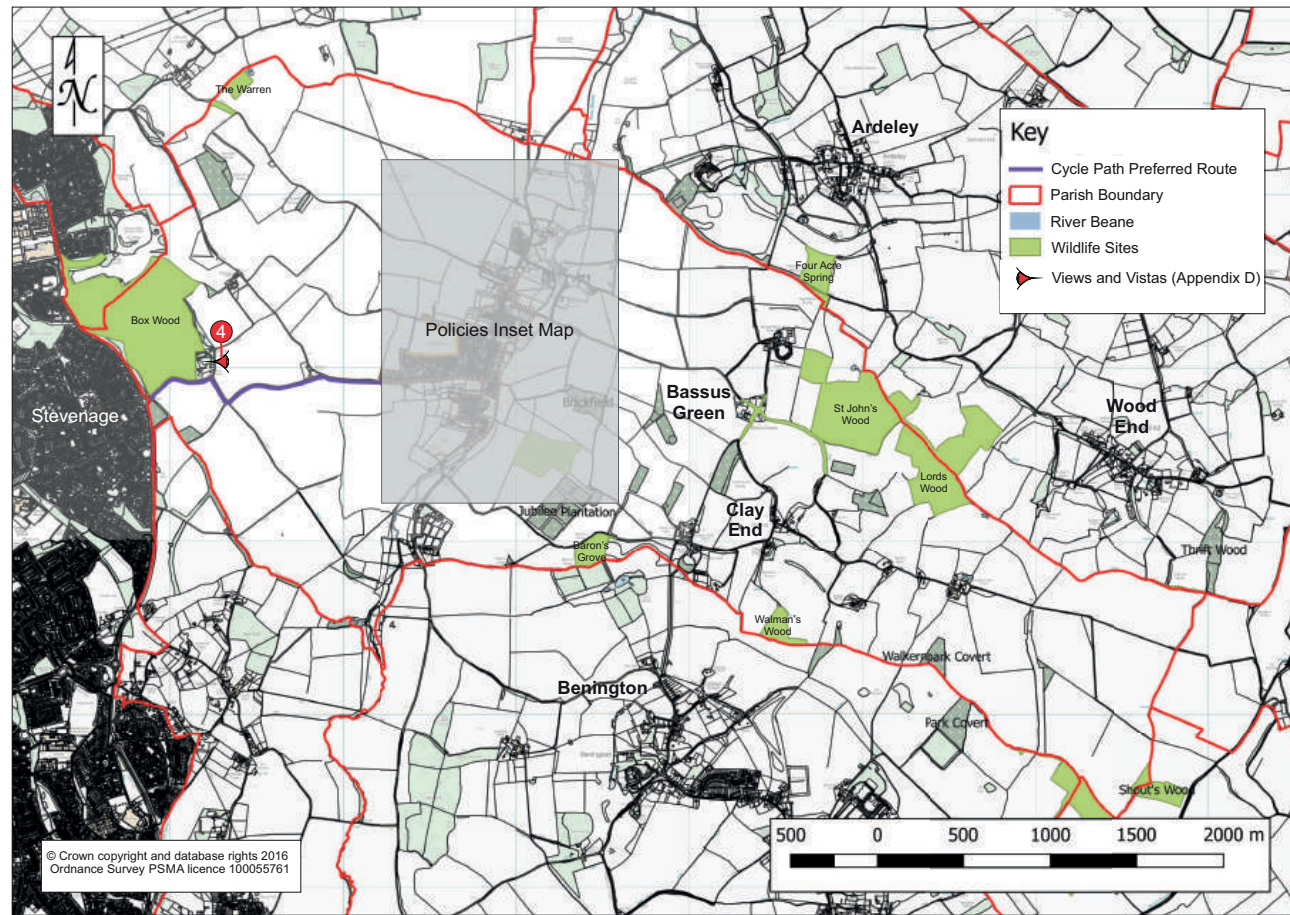 N
The Warren
Ardeley
Ardeley
Key
Cycle Path Preferred Route
Parish Boundary
River Beane
Wildlife Sites
Views and Vistas (Appendix D)
Four Acre
Spring
Box Wood
4
Policies Inset Map
Stevenage
Brickfield
Bassus
Green
St John's
Wood
Wood
End
Lords
Wood
Jubilee Plantation
Clay
End
Baron's
Grove
Thrift Wood
Walman's
Wood
Walkernpark Covert
Benington
Park Covert
Benington
Shout's Wood
500 0 500 1000 1500 2000 m
© Crown copyright and database rights 2016
Ordnance Survey PSMA licence 100055761